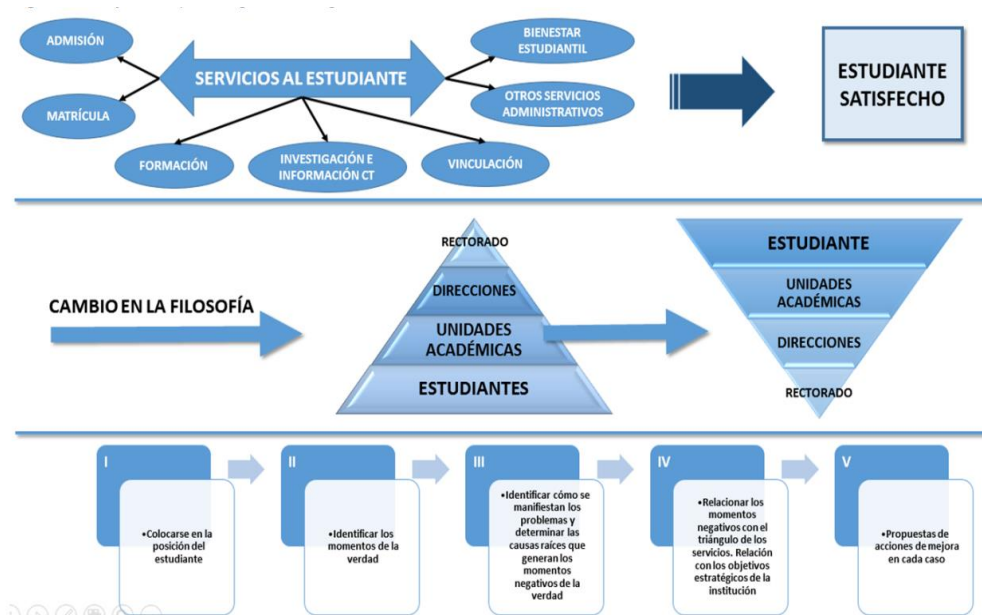 ADMISIÓN
MATRÍCULA
SERVICIOS AL ESTUDIANTE
BIENESTAR
ESTUDIANTIL
OTROS SERVICIOS
ADMINISTRATIVOS
FORMACIÓN
INVESTIGACIÓN E
INFORMACIÓN CT
VINCULACIÓN
ESTUDIANTE
SATISFECHO
CAMBIO EN LA FILOSOFÍA
RECTORADO
DIRECCIONES
UNIDADES
ACADÉMICAS
ESTUDIANTES
ESTUDIANTE
UNIDADES
ACADÉMICAS
DIRECCIONES
RECTORADO
I
•Colocarse en la
posición del
estudiante
II
•Identificar los
momentos de la
verdad
III
•Identificar cómo se
manifiestan los
problemas y
determinar las
causas raíces que
generan los
momentos
negativos de la
verdad
IV
•Relacionar los
momentos
negativos con el
triángulo de los
servicios. Relación
con los objetivos
estratégicos de la
institución
V
•Propuestas de
acciones de mejora
en cada caso